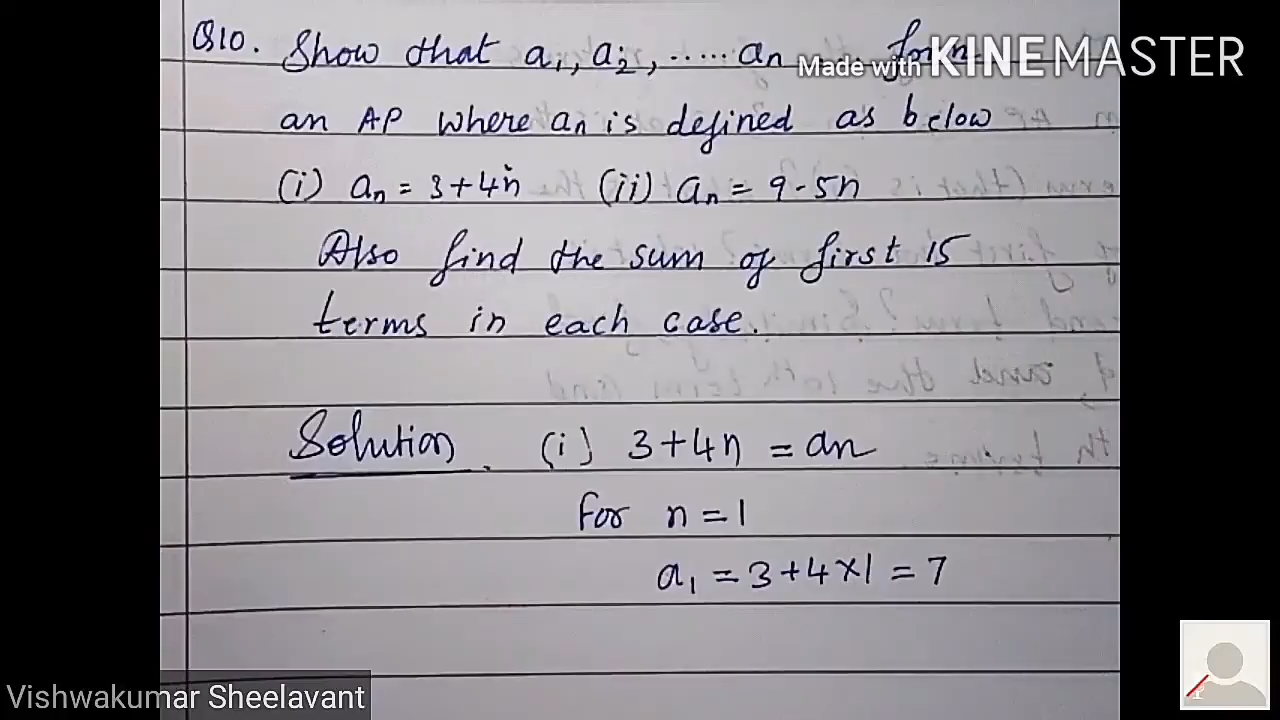 Q10. Show that a₁, a₂, ..... aₙ form
Made with KINEMASTER
an AP where aₙ is defined as below
(i) aₙ = 3+4n (ii) aₙ = 9-5n
Also find the sum of first 15
terms in each case.
Solution. (i) 3+4n = an
for n = 1
a₁ = 3+4×1 = 7
Vishwakumar Sheelavant